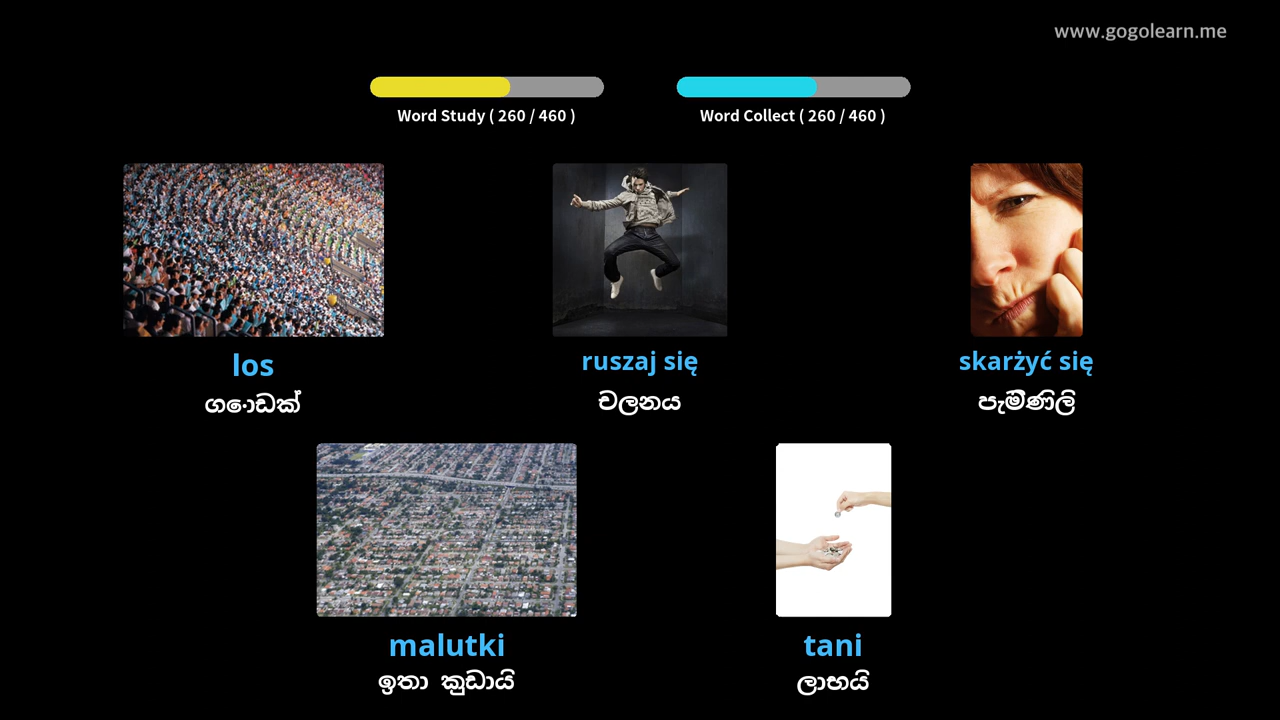 www.gogolearn.me
Word Study ( 260 / 460 )
Word Collect ( 260 / 460 )
los
ගොඩක්
ruszaj się
චලනය
skarżyć się
පැමිණිලි
malutki
ඉතා කුඩායි
tani
ලාභයි